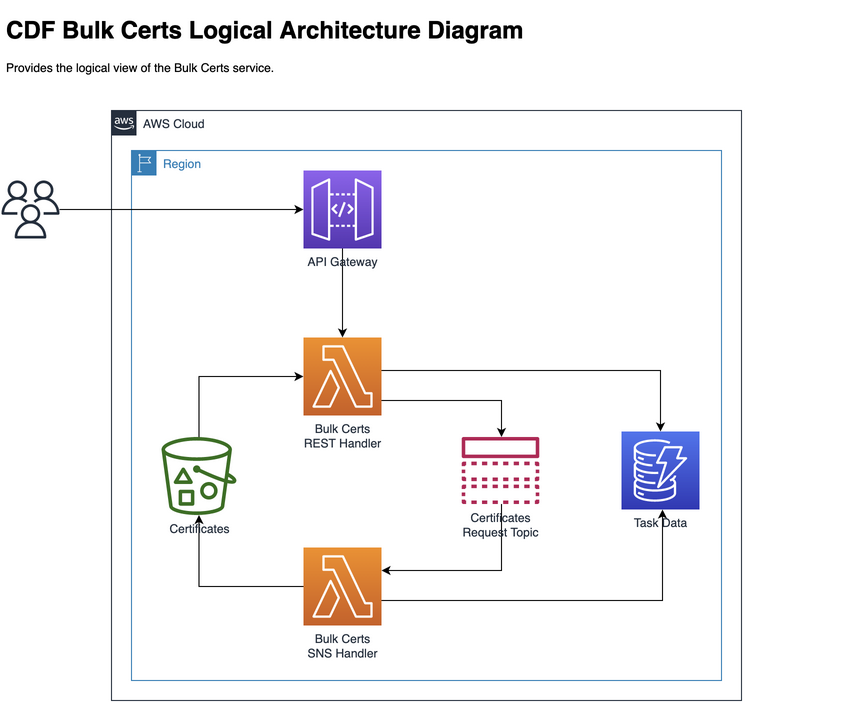 CDF Bulk Certs Logical Architecture Diagram
Provides the logical view of the Bulk Certs service.
aws
AWS Cloud
Region
</>
API Gateway
Bulk Certs
REST Handler
Certificates
Certificates
Request Topic
Task Data
Bulk Certs
SNS Handler